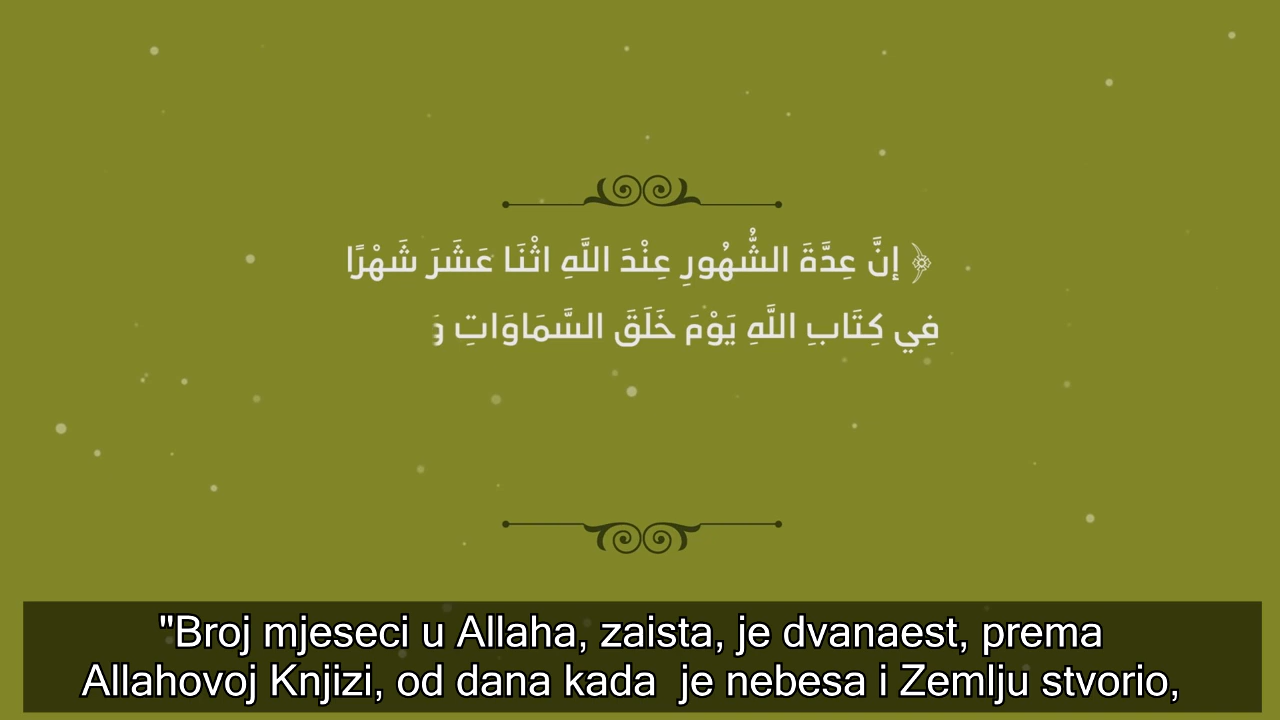 ﴿ إنَّ عِدَّةَ الشُّهُورِ عِنْدَ اللَّهِ اثْنَا عَشَرَ شَهْرًا
فِي كِتَابِ اللَّهِ يَوْمَ خَلَقَ السَّمَاوَاتِ وَ
"Broj mjeseci u Allaha, zaista, je dvanaest, prema
Allahovoj Knjizi, od dana kada  je nebesa i Zemlju stvorio,